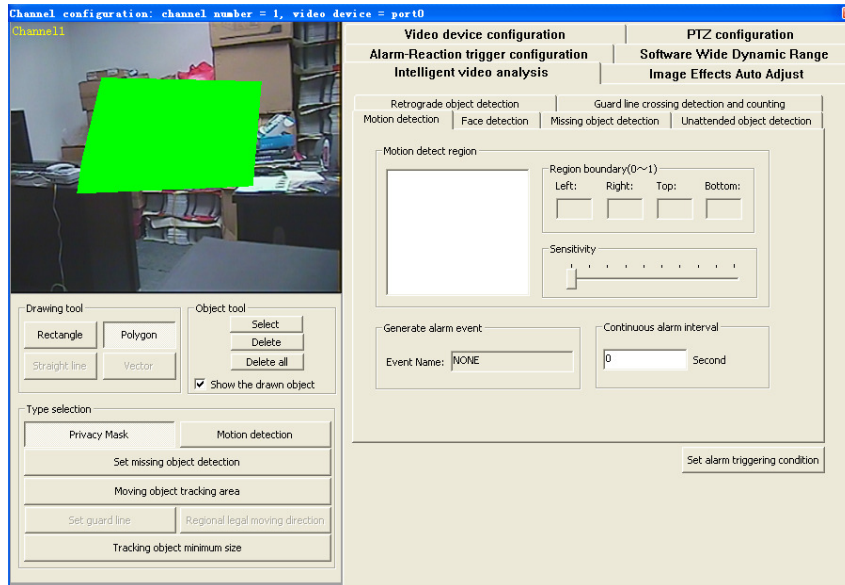 Channel configuration: channel number = 1, video device = port0
Channel1
Video device configuration
PTZ configuration
Alarm-Reaction trigger configuration
Software Wide Dynamic Range
Intelligent video analysis
Image Effects Auto Adjust
Retrograde object detection
Guard line crossing detection and counting
Motion detection
Face detection
Missing object detection
Unattended object detection
Motion detect region
Region boundary(0~1)
Left:
Right:
Top:
Bottom:
Sensitivity
Generate alarm event
Event Name:
NONE
Continuous alarm interval
0
Second
Set alarm triggering condition
Drawing tool
Rectangle
Polygon
Straight line
Vector
Object tool
Select
Delete
Delete all
Show the drawn object
Type selection
Privacy Mask
Motion detection
Set missing object detection
Moving object tracking area
Set guard line
Regional legal moving direction
Tracking object minimum size